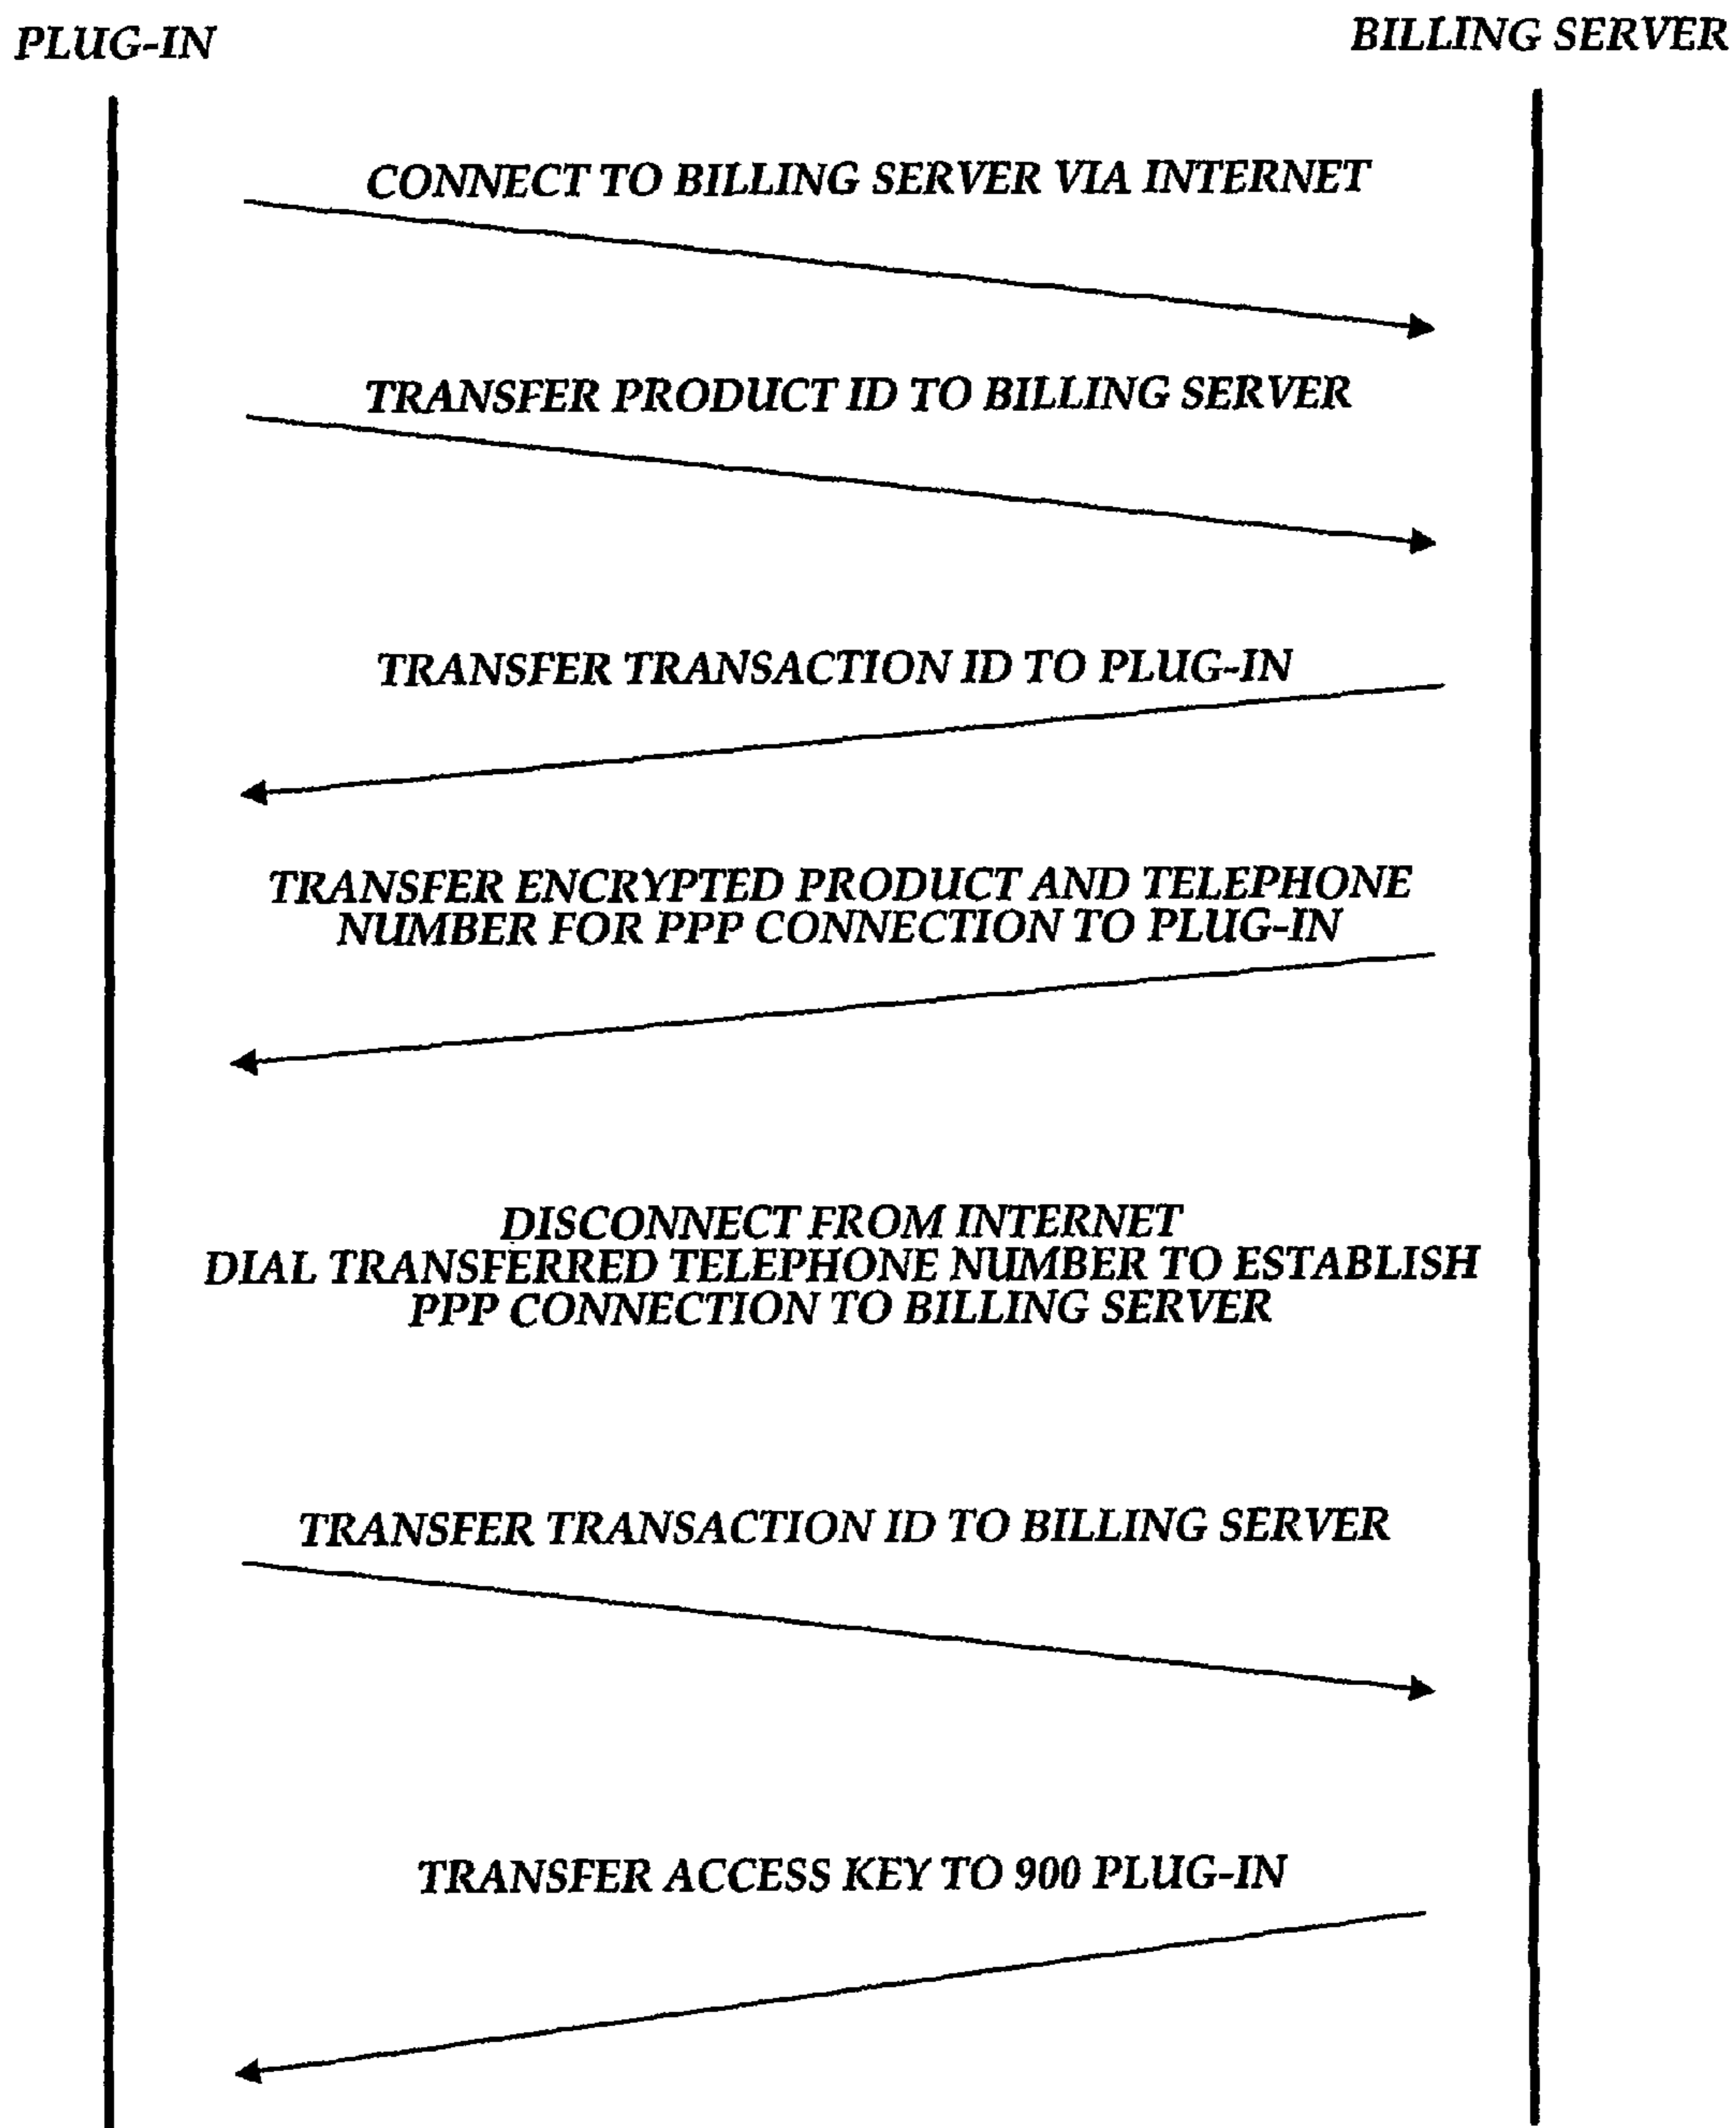 PLUG-IN
BILLING SERVER
CONNECT TO BILLING SERVER VIA INTERNET
TRANSFER PRODUCT ID TO BILLING SERVER
TRANSFER TRANSACTION ID TO PLUG-IN
TRANSFER ENCRYPTED PRODUCT AND TELEPHONE
NUMBER FOR PPP CONNECTION TO PLUG-IN
DISCONNECT FROM INTERNET
DIAL TRANSFERRED TELEPHONE NUMBER TO ESTABLISH
PPP CONNECTION TO BILLING SERVER
TRANSFER TRANSACTION ID TO BILLING SERVER
TRANSFER ACCESS KEY TO 900 PLUG-IN